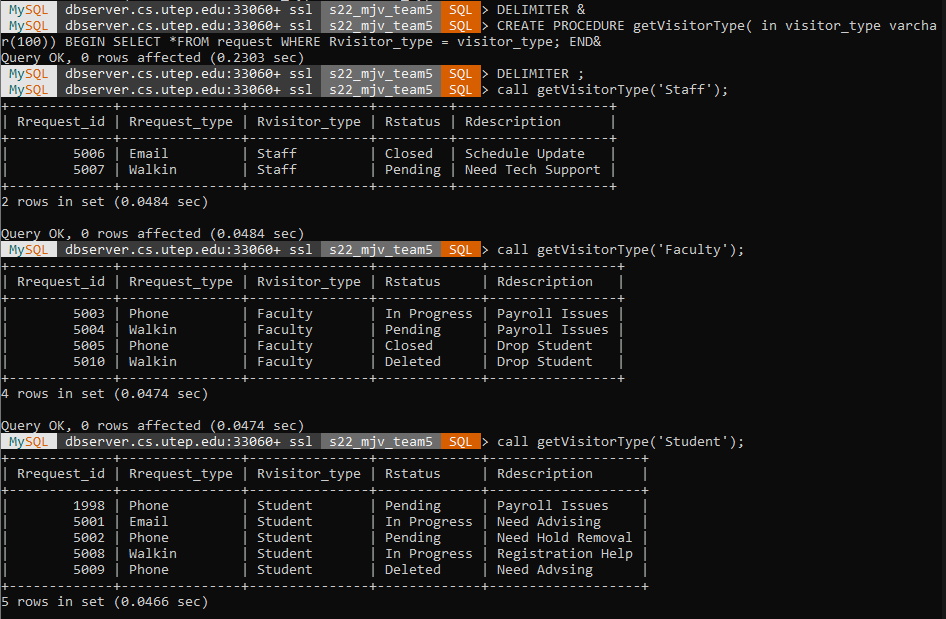 MySQL dbserver.cs.utep.edu:33060+ ssl s22_mjv_team5 SQL > DELIMITER &
MySQL dbserver.cs.utep.edu:33060+ ssl s22_mjv_team5 SQL > CREATE PROCEDURE getVisitorType( in visitor_type varcha
r(100)) BEGIN SELECT *FROM request WHERE Rvisitor_type = visitor_type; END&
Query OK, 0 rows affected (0.2303 sec)
MySQL dbserver.cs.utep.edu:33060+ ssl s22_mjv_team5 SQL > DELIMITER ;
MySQL dbserver.cs.utep.edu:33060+ ssl s22_mjv_team5 SQL > call getVisitorType('Staff');
+-------------+---------------+---------------+---------+-------------------+
| Rrequest_id | Rrequest_type | Rvisitor_type | Rstatus | Rdescription      |
+-------------+---------------+---------------+---------+-------------------+
|        5006 | Email         | Staff         | Closed  | Schedule Update   |
|        5007 | Walkin        | Staff         | Pending | Need Tech Support |
+-------------+---------------+---------------+---------+-------------------+
2 rows in set (0.0484 sec)
Query OK, 0 rows affected (0.0484 sec)
MySQL dbserver.cs.utep.edu:33060+ ssl s22_mjv_team5 SQL > call getVisitorType('Faculty');
+-------------+---------------+---------------+-------------+----------------+
| Rrequest_id | Rrequest_type | Rvisitor_type | Rstatus     | Rdescription   |
+-------------+---------------+---------------+-------------+----------------+
|        5003 | Phone         | Faculty       | In Progress | Payroll Issues |
|        5004 | Walkin        | Faculty       | Pending     | Payroll Issues |
|        5005 | Phone         | Faculty       | Closed      | Drop Student   |
|        5010 | Walkin        | Faculty       | Deleted     | Drop Student   |
+-------------+---------------+---------------+-------------+----------------+
4 rows in set (0.0474 sec)
Query OK, 0 rows affected (0.0474 sec)
MySQL dbserver.cs.utep.edu:33060+ ssl s22_mjv_team5 SQL > call getVisitorType('Student');
+-------------+---------------+---------------+-------------+-------------------+
| Rrequest_id | Rrequest_type | Rvisitor_type | Rstatus     | Rdescription      |
+-------------+---------------+---------------+-------------+-------------------+
|        1998 | Phone         | Student       | Pending     | Payroll Issues    |
|        5001 | Email         | Student       | In Progress | Need Advising     |
|        5002 | Phone         | Student       | Pending     | Need Hold Removal |
|        5008 | Walkin        | Student       | In Progress | Registration Help |
|        5009 | Phone         | Student       | Deleted     | Need Advsing      |
+-------------+---------------+---------------+-------------+-------------------+
5 rows in set (0.0466 sec)